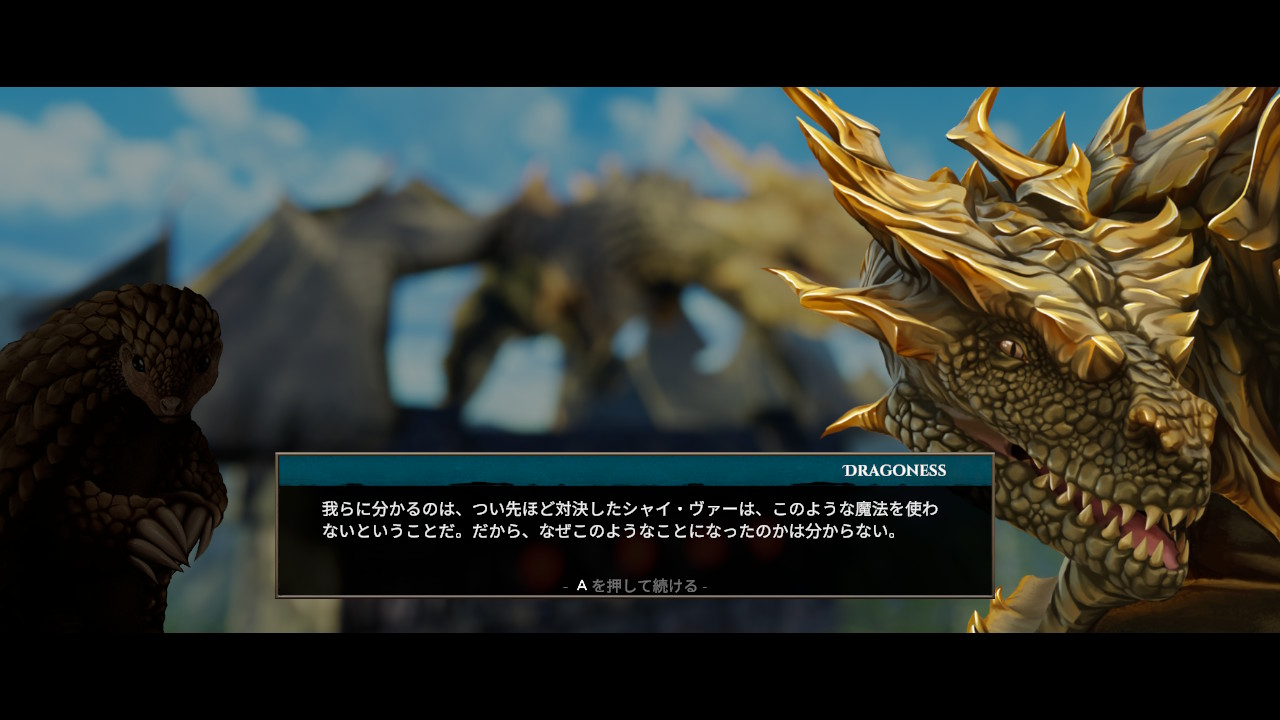 DRAGONESS
我らに分かるのは、つい先ほど対決したシャイ・ヴァーは、このような魔法を使わ
ないということだ。だから、なぜこのようなことになったのかは分からない。
- A を押して続ける -